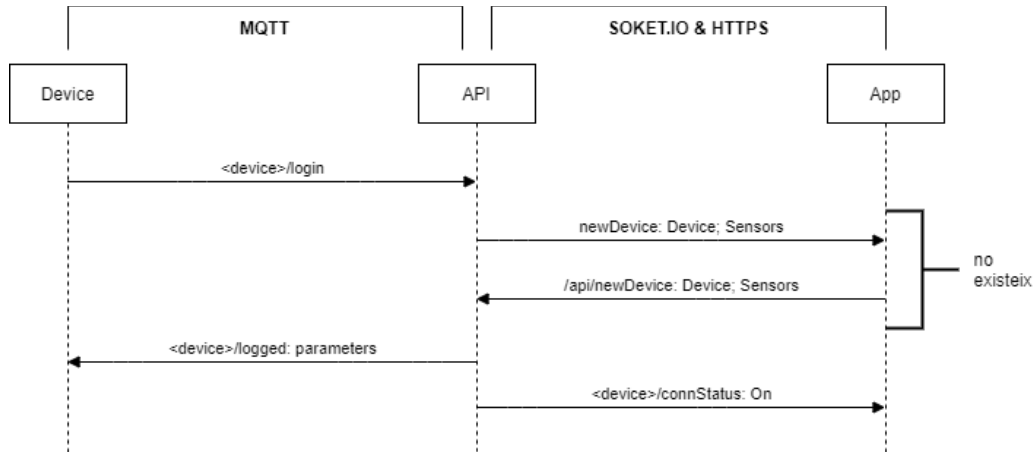 MQTT
SOKET.IO & HTTPS
Device
API
App
<device>/login
newDevice: Device; Sensors
no
existeix
/api/newDevice: Device; Sensors
<device>/logged: parameters
<device>/connStatus: On